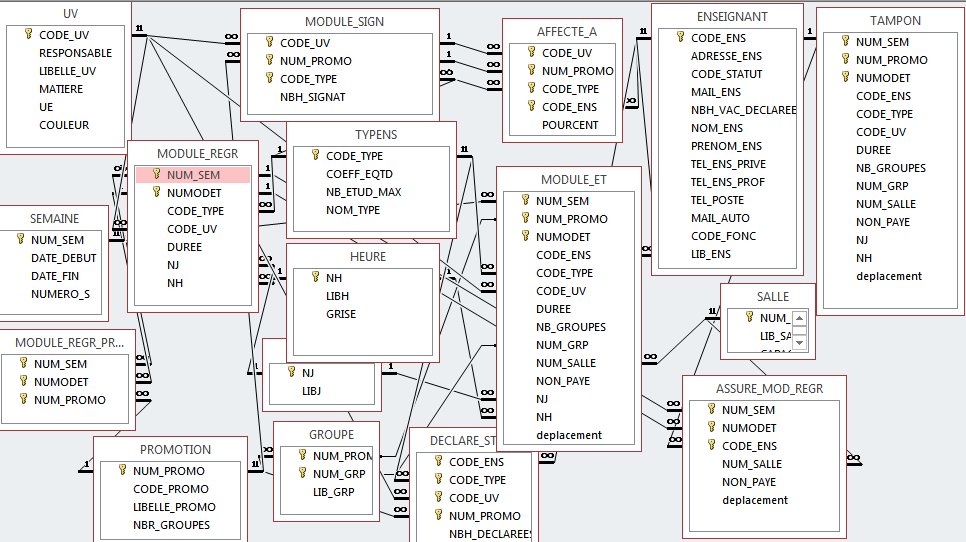 UV
CODE_UV
RESPONSABLE
LIBELLE_UV
MATIERE
UE
COULEUR
MODULE_SIGN
CODE_UV
NUM_PROMO
CODE_TYPE
NBH_SIGNAT
AFFECTE_A
CODE_UV
NUM_PROMO
CODE_TYPE
CODE_ENS
POURCENT
ENSEIGNANT
CODE_ENS
ADRESSE_ENS
CODE_STATUT
MAIL_ENS
NBH_VAC_DECLAREE
NOM_ENS
PRENOM_ENS
TEL_ENS_PRIVE
TEL_ENS_PROF
TEL_POSTE
MAIL_AUTO
CODE_FONC
LIB_ENS
TAMPON
NUM_SEM
NUM_PROMO
NUMODET
CODE_ENS
CODE_TYPE
CODE_UV
DUREE
NB_GROUPES
NUM_GRP
NUM_SALLE
NON_PAYE
NJ
NH
deplacement
MODULE_REGR
NUM_SEM
NUMODET
CODE_TYPE
CODE_UV
DUREE
NJ
NH
TYPENS
CODE_TYPE
COEFF_EQTD
NB_ETUD_MAX
NOM_TYPE
MODULE_ET
NUM_SEM
NUM_PROMO
NUMODET
CODE_ENS
CODE_TYPE
CODE_UV
DUREE
NB_GROUPES
NUM_GRP
NUM_SALLE
NON_PAYE
NJ
NH
deplacement
SEMAINE
NUM_SEM
DATE_DEBUT
DATE_FIN
NUMERO_S
HEURE
NH
LIBH
GRISE
SALLE
NUM_
LIB_SA
MODULE_REGR_PR...
NUM_SEM
NUMODET
NUM_PROMO
NJ
LIBJ
ASSURE_MOD_REGR
NUM_SEM
NUMODET
CODE_ENS
NUM_SALLE
NON_PAYE
deplacement
PROMOTION
NUM_PROMO
CODE_PROMO
LIBELLE_PROMO
NBR_GROUPES
GROUPE
NUM_PROM
NUM_GRP
LIB_GRP
DECLARE_ST
CODE_ENS
CODE_TYPE
CODE_UV
NUM_PROMO
NBH_DECLAREE